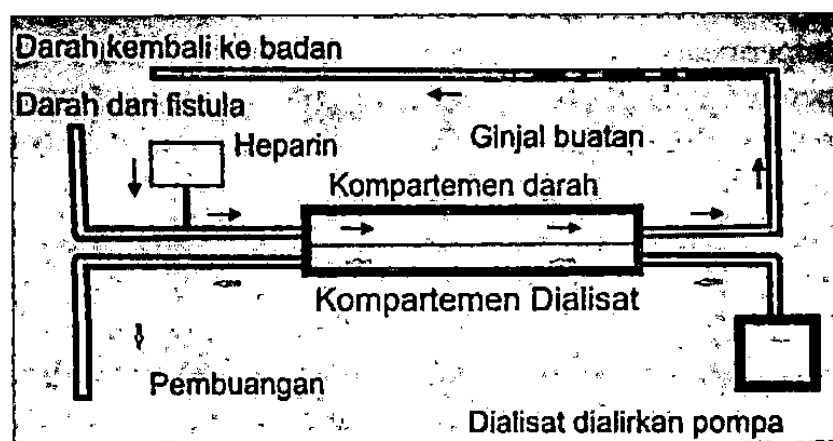 Darah kembali ke badan
Darah dari fistula
Heparin
Ginjal buatan
Kompartemen darah
Kompartemen Dialisat
Pembuangan
Dialisat dialirkan pompa